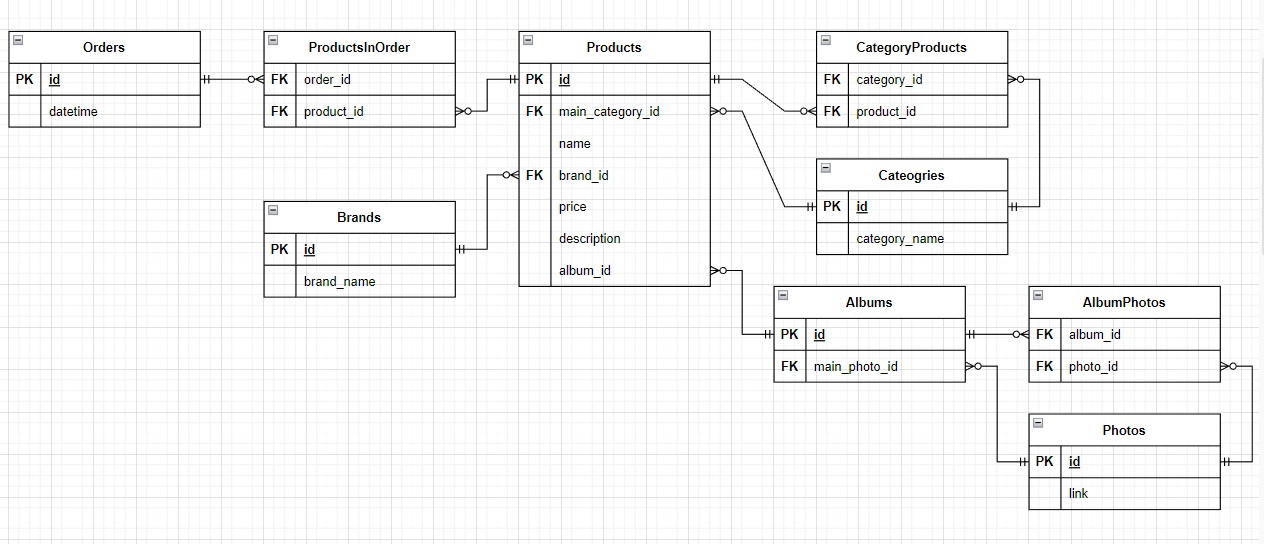 Orders
PK id
datetime
ProductsInOrder
FK order_id
FK product_id
Products
PK id
FK main_category_id
name
FK brand_id
price
description
album_id
CategoryProducts
FK category_id
FK product_id
Cateogries
PK id
category_name
Brands
PK id
brand_name
Albums
PK id
FK main_photo_id
AlbumPhotos
FK album_id
FK photo_id
Photos
PK id
link